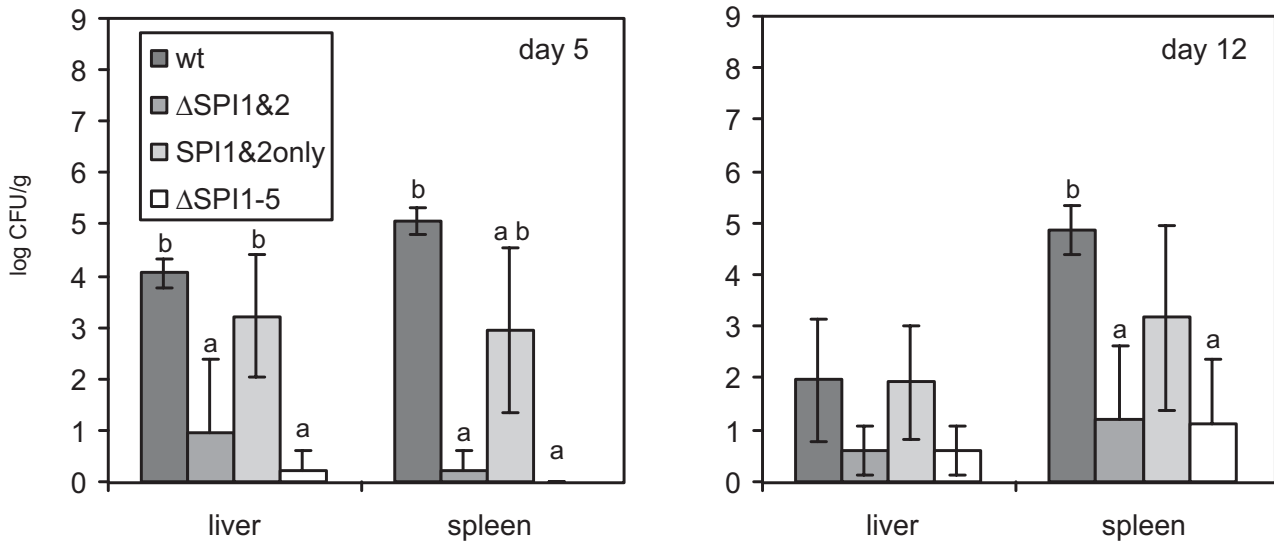 9
8
7
6
5
4
3
2
1
0
log CFU/g
day 5
wt
ΔSPI1&2
SPI1&2only
ΔSPI1-5
b
a
b
a
b
a
a b
a
liver
spleen
9
8
7
6
5
4
3
2
1
0
day 12
b
a
a
liver
spleen